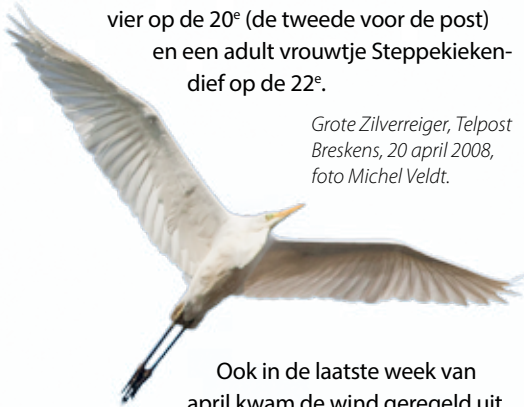 vier op de 20e (de tweede voor de post)
en een adult vrouwtje Steppekieken-
dief op de 22e.
Grote Zilverreiger, Telpost
Breskens, 20 april 2008,
foto Michel Veldt.
Ook in de laatste week van
april kwam de wind geregeld uit